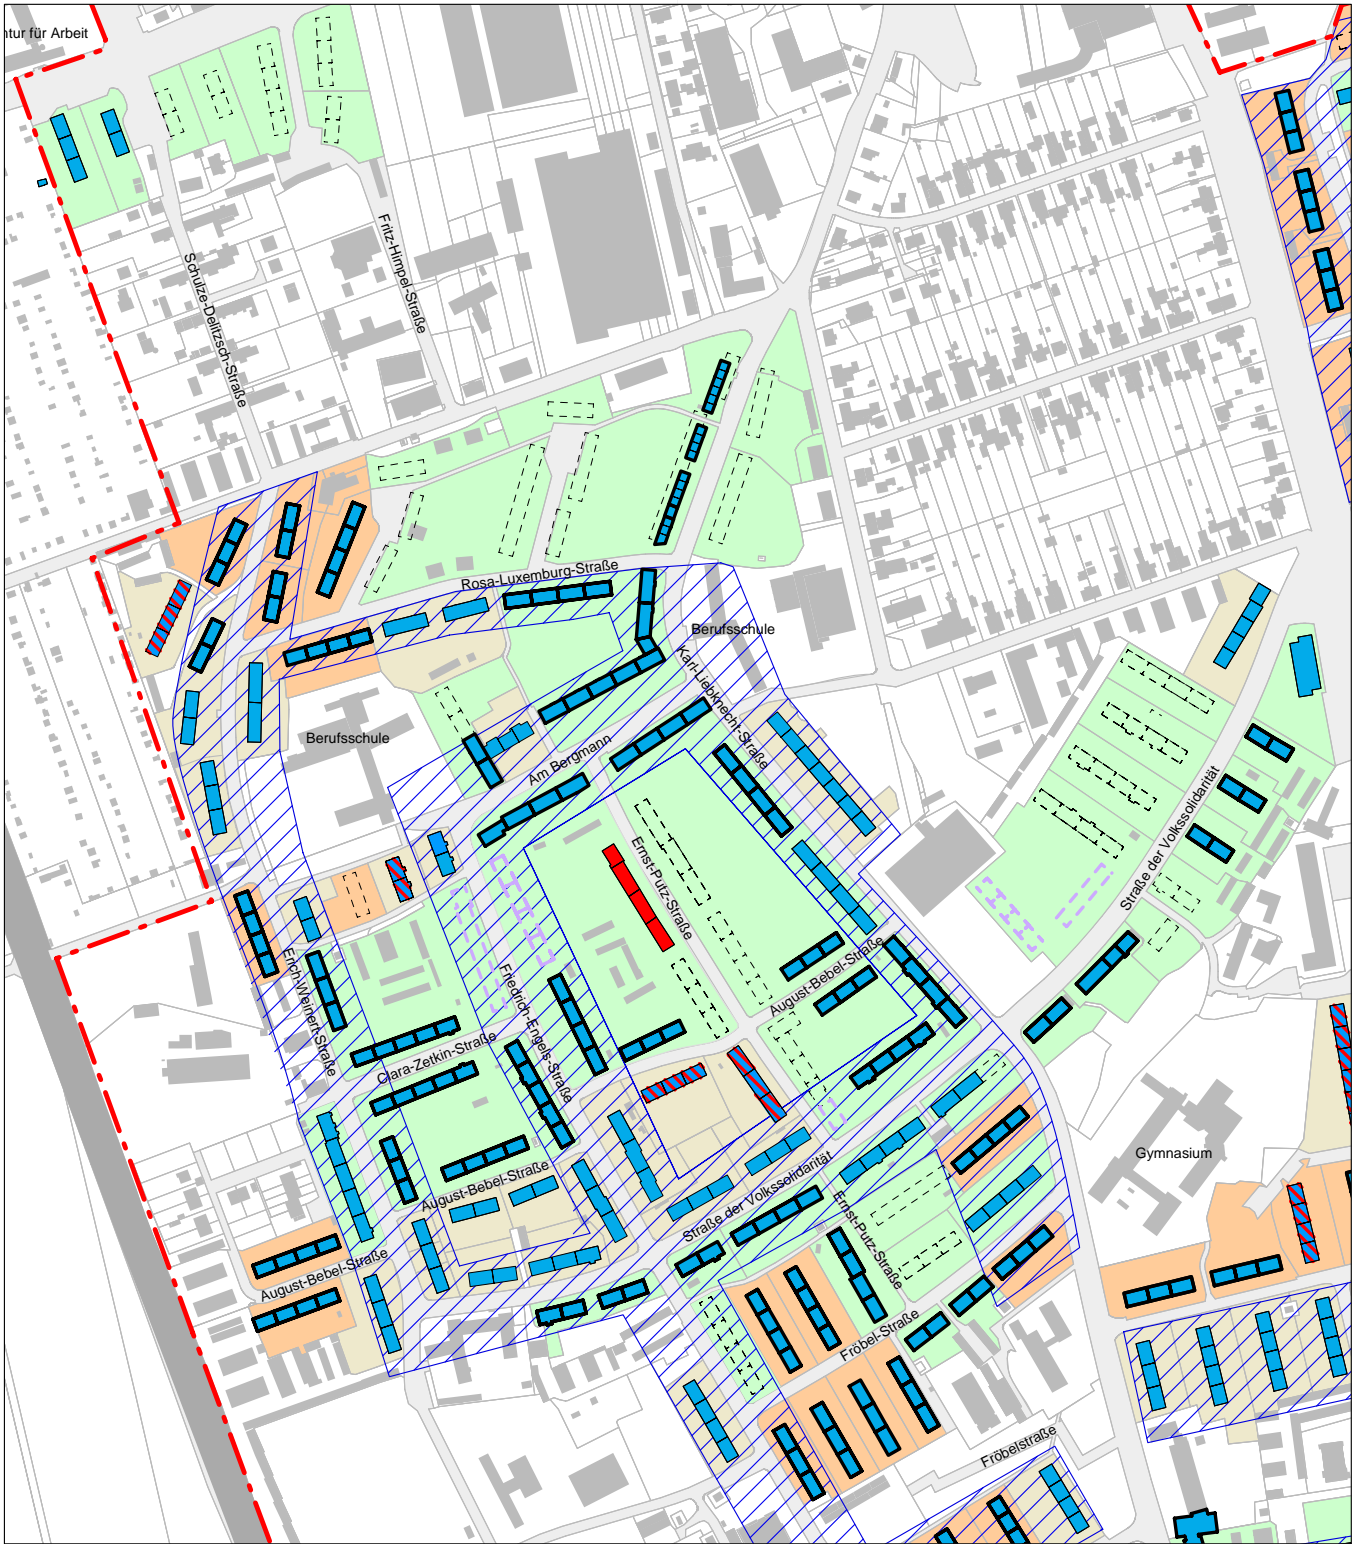 ntur für Arbeit
Schulze-Delitzsch-Straße
Fritz-Himpel-Straße
Rosa-Luxemburg-Straße
Berufsschule
Karl-Liebknecht-Straße
Berufsschule
Am Bergmann
Straße der Volkssolidarität
Ernst-Putz-Straße
August-Bebel-Straße
Erich-Weinert-Straße
Friedrich-Engels-Straße
Clara-Zetkin-Straße
August-Bebel-Straße
Straße der Volkssolidarität
Gymnasium
Ernst-Putz-Straße
August-Bebel-Straße
Fröbel-Straße
Fröbelstraße